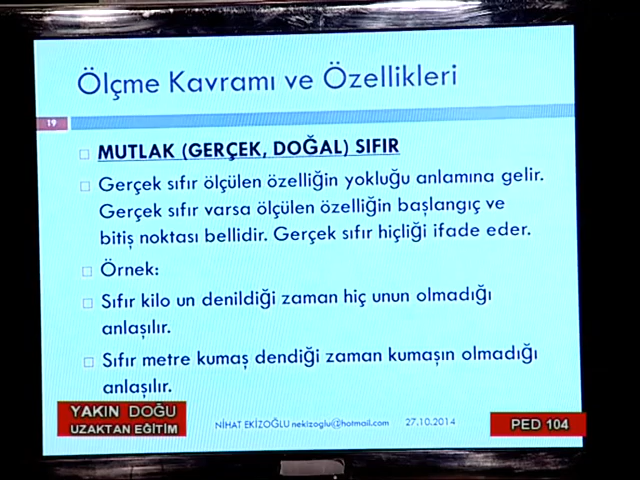 Ölçme Kavramı ve Özellikleri
19
MUTLAK (GERÇEK, DOĞAL) SIFIR
Gerçek sıfır ölçülen özelliğin yokluğu anlamına gelir.
Gerçek sıfır varsa ölçülen özelliğin başlangıç ve
bitiş noktası bellidir. Gerçek sıfır hiçliği ifade eder.
Örnek:
Sıfır kilo un denildiği zaman hiç unun olmadığı
anlaşılır.
Sıfır metre kumaş dendiği zaman kumaşın olmadığı
anlaşılır.
YAKIN DOĞU
UZAKTAN EĞİTİM
NİHAT EKİZOĞLU nekizoglu@hotmail.com 27.10.2014
PED 104